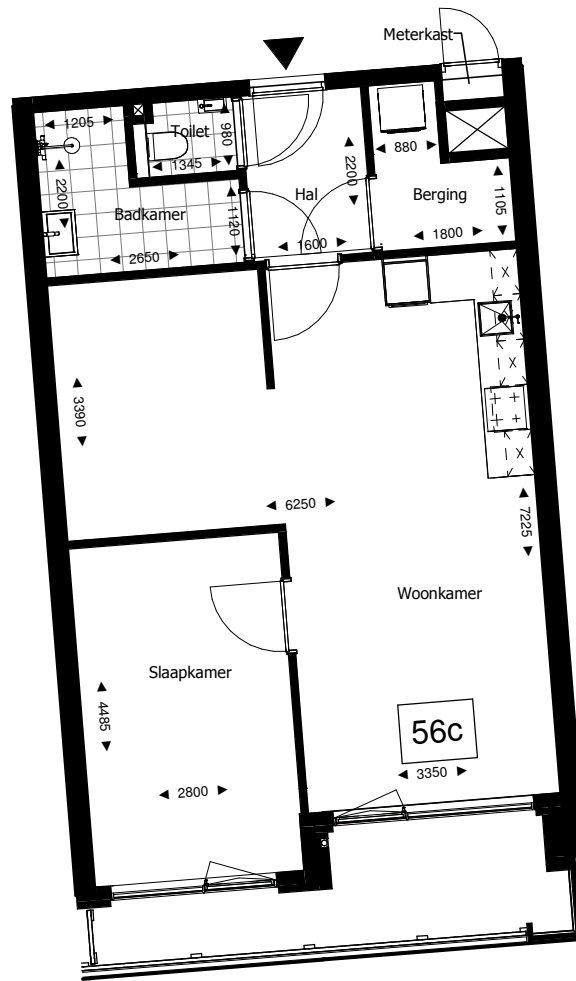 Meterkast
1205
Toilet
980
1345
880
2200
2200
Hal
Berging
1105
Badkamer
1120
1800
2650
1600
3390
6250
7225
Woonkamer
Slaapkamer
4485
56c
2800
3350